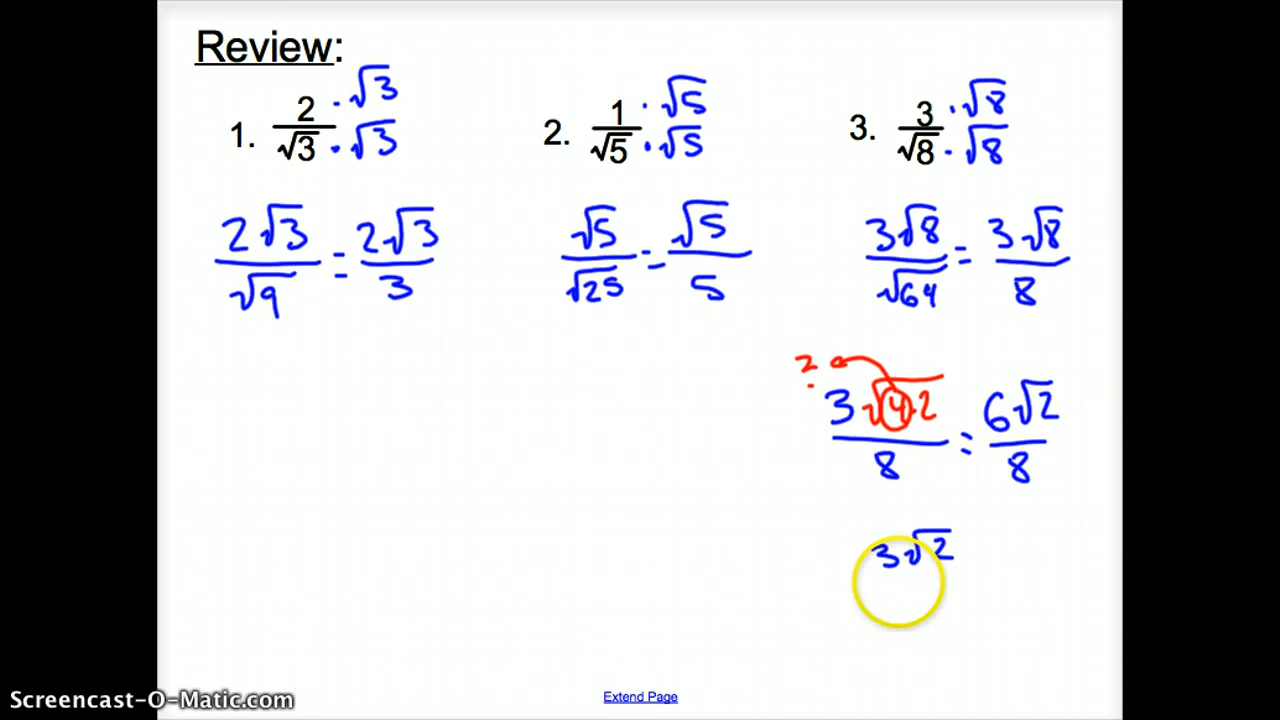 Review:
1. 2/√3 · √3/√3
2. 1/√5 · √5/√5
3. 3/√8 · √8/√8
2√3/√9 = 2√3/3
√5/√25 = √5/5
3√8/√64 = 3√8/8
2 · 3√4·2/8 = 6√2/8
3√2
Extend Page
Screencast-O-Matic.com